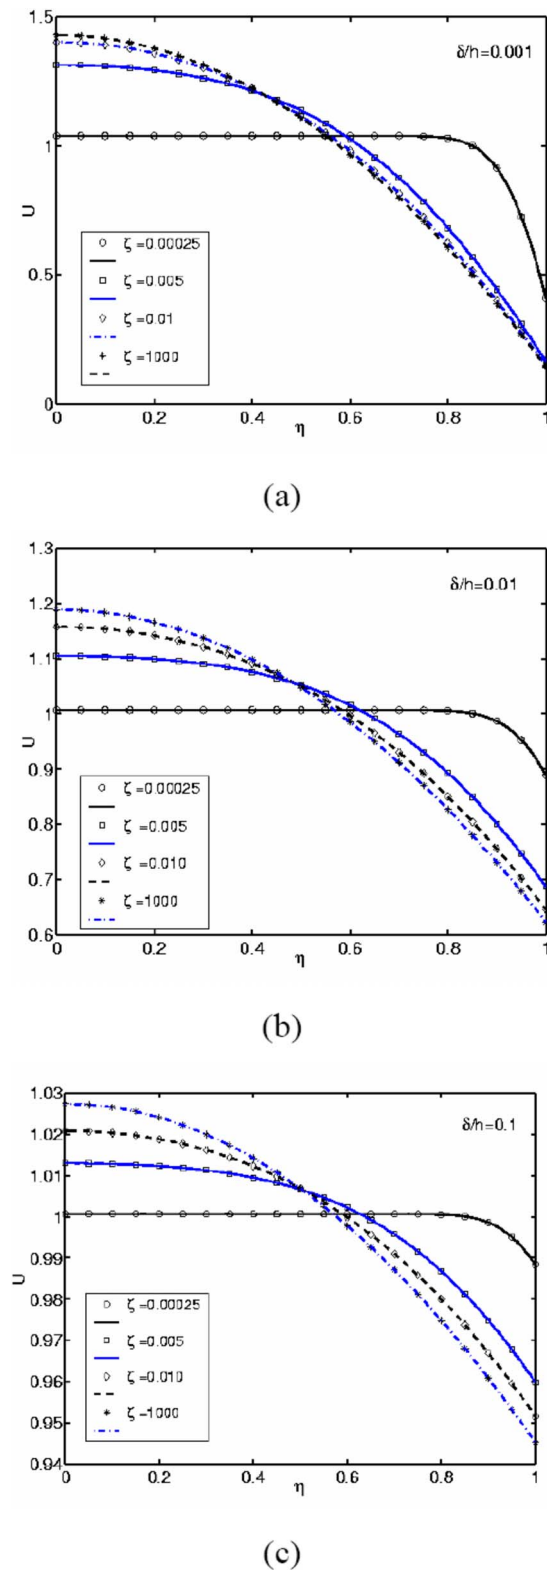 1.5
δ/h=0.001
1
U
ζ =0.00025
ζ =0.005
0.5
ζ =0.01
ζ =1000
0
0 0.2 0.4 0.6 0.8 1
η
(a)
1.3
δ/h=0.01
1.2
1.1
1
U
0.9
ζ =0.00025
0.8
ζ =0.005
ζ =0.010
0.7
ζ =1000
0.6
0 0.2 0.4 0.6 0.8 1
η
(b)
1.03
δ/h=0.1
1.02
1.01
1
0.99
U
ζ =0.00025
0.98
ζ =0.005
0.97
ζ =0.010
0.96
ζ =1000
0.95
0.94
0 0.2 0.4 0.6 0.8 1
η
(c)